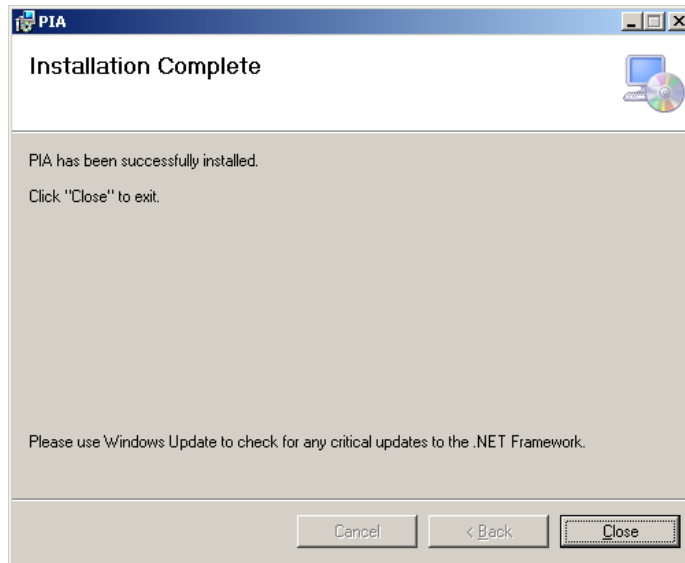 PIA
Installation Complete
PIA has been successfully installed.
Click "Close" to exit.
Please use Windows Update to check for any critical updates to the .NET Framework.
Cancel
< Back
Close